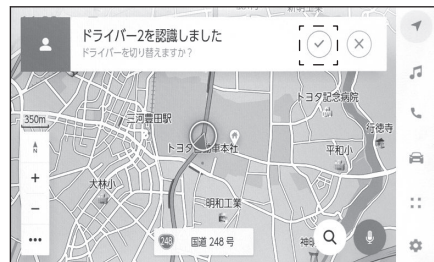 ドライバー2を認識しました
ドライバーを切り替えますか？
350m
N
三河豊田駅
トヨタ記念病院
行徳寺
トヨタ
車本社
平和小
大林小
明和工業
248
国道 248 号